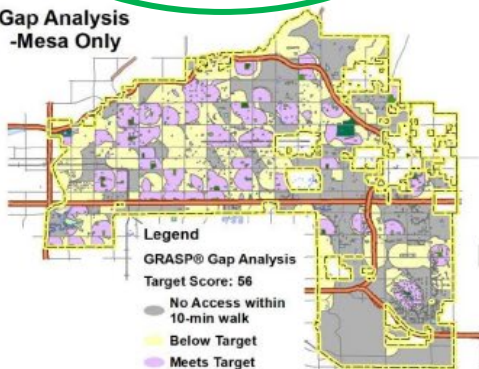 Gap Analysis
-Mesa Only
Legend
GRASP® Gap Analysis
Target Score: 56
No Access within
10-min walk
Below Target
Meets Target